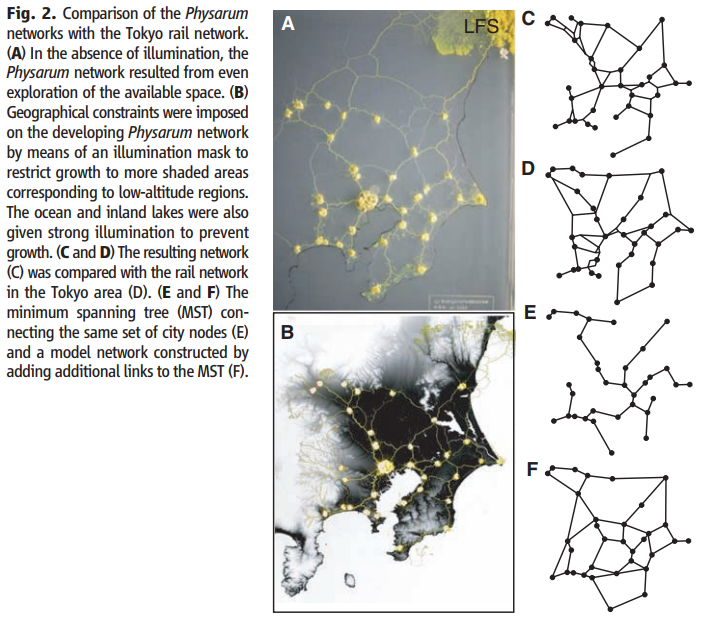 Fig. 2. Comparison of the Physarum
networks with the Tokyo rail network.
(A) In the absence of illumination, the
Physarum network resulted from even
exploration of the available space. (B)
Geographical constraints were imposed
on the developing Physarum network
by means of an illumination mask to
restrict growth to more shaded areas
corresponding to low-altitude regions.
The ocean and inland lakes were also
given strong illumination to prevent
growth. (C and D) The resulting network
(C) was compared with the rail network
in the Tokyo area (D). (E and F) The
minimum spanning tree (MST) con-
necting the same set of city nodes (E)
and a model network constructed by
adding additional links to the MST (F).
A
LFS
B
C
D
E
F